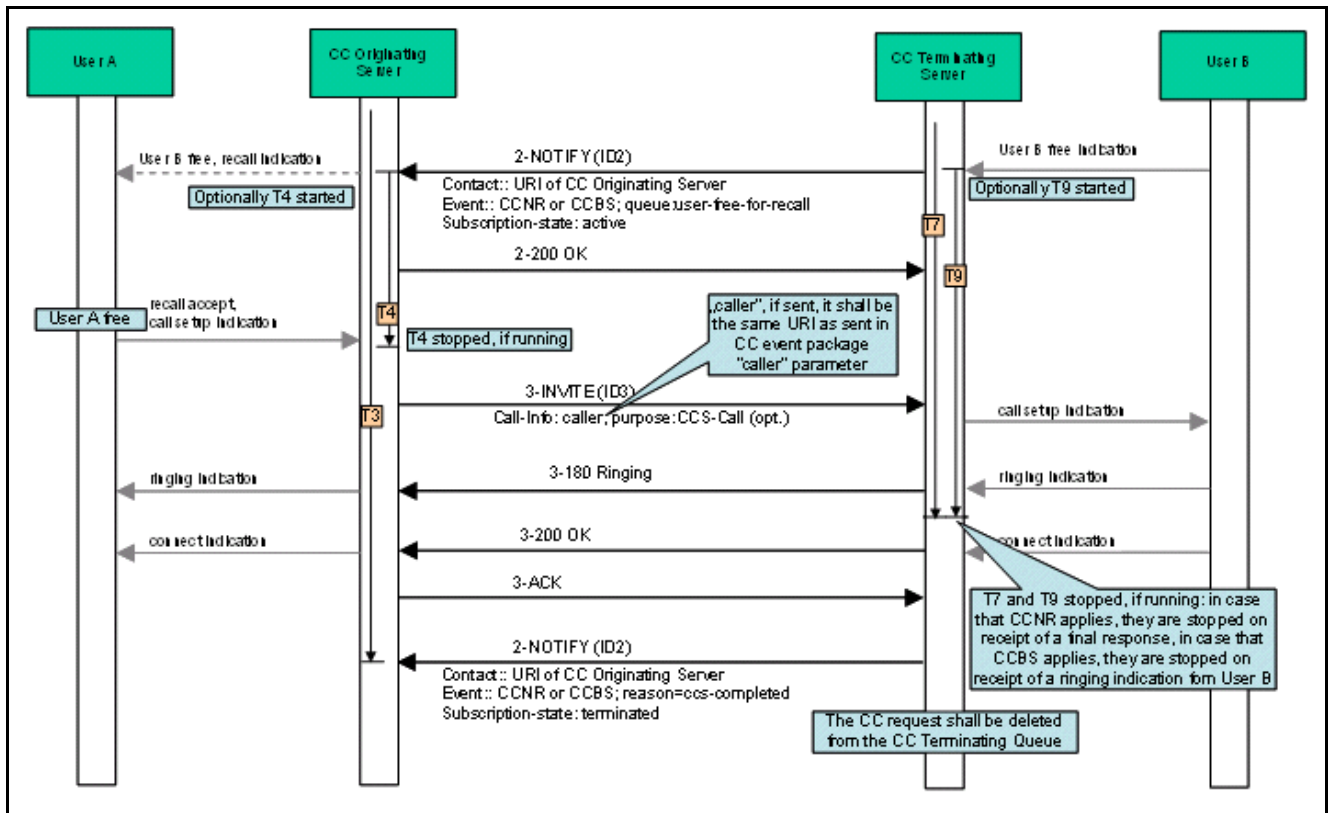 User A
CC Originating
Server
CC Terminating
Server
User B
User B free, recall indication
2-NOTIFY (ID2)
User B free indication
Optionally T4 started
Contact:: URI of CC Originating Server
Event:: CCNR or CCBS; queue:user-free-for-recall
Subscription-state: active
Optionally T9 started
T7
2-200 OK
T9
User A free
recall accept,
call setup indication
T4
T4 stopped, if running
„caller", if sent, it shall be
the same URI as sent in
CC event package
"caller" parameter
3-INVITE (ID3)
T3
Call-Info: caller; purpose:CCS-Call (opt.)
call setup indication
ringing indication
3-180 Ringing
ringing indication
connect indication
3-200 OK
connect indication
3-ACK
T7 and T9 stopped, if running: in case
that CCNR applies, they are stopped on
receipt of a final response, in case that
CCBS applies, they are stopped on
receipt of a ringing indication fom User B
2-NOTIFY (ID2)
Contact:: URI of CC Originating Server
Event:: CCNR or CCBS; reason=ccs-completed
Subscription-state: terminated
The CC request shall be deleted
from the CC Terminating Queue